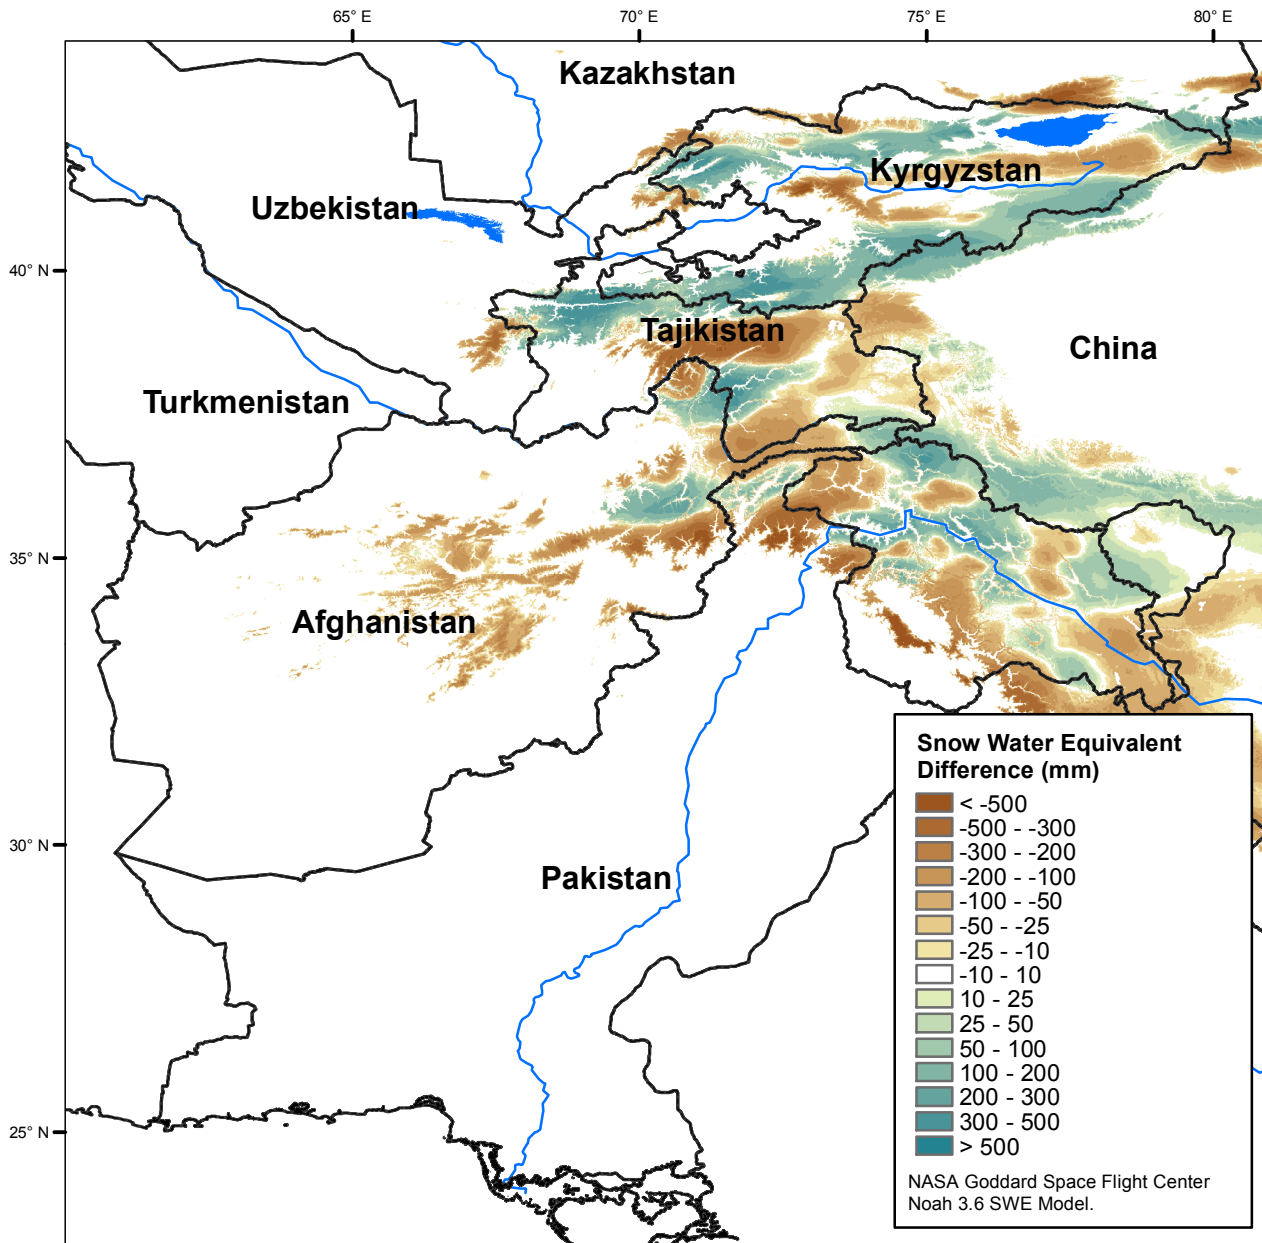 65° E
70° E
75° E
80° E
Kazakhstan
Kyrgyzstan
Uzbekistan
40° N
Tajikistan
China
Turkmenistan
35° N
Afghanistan
30° N
Pakistan
25° N
Snow Water Equivalent
Difference (mm)
< -500
-500 - -300
-300 - -200
-200 - -100
-100 - -50
-50 - -25
-25 - -10
-10 - 10
10 - 25
25 - 50
50 - 100
100 - 200
200 - 300
300 - 500
> 500
NASA Goddard Space Flight Center
Noah 3.6 SWE Model.